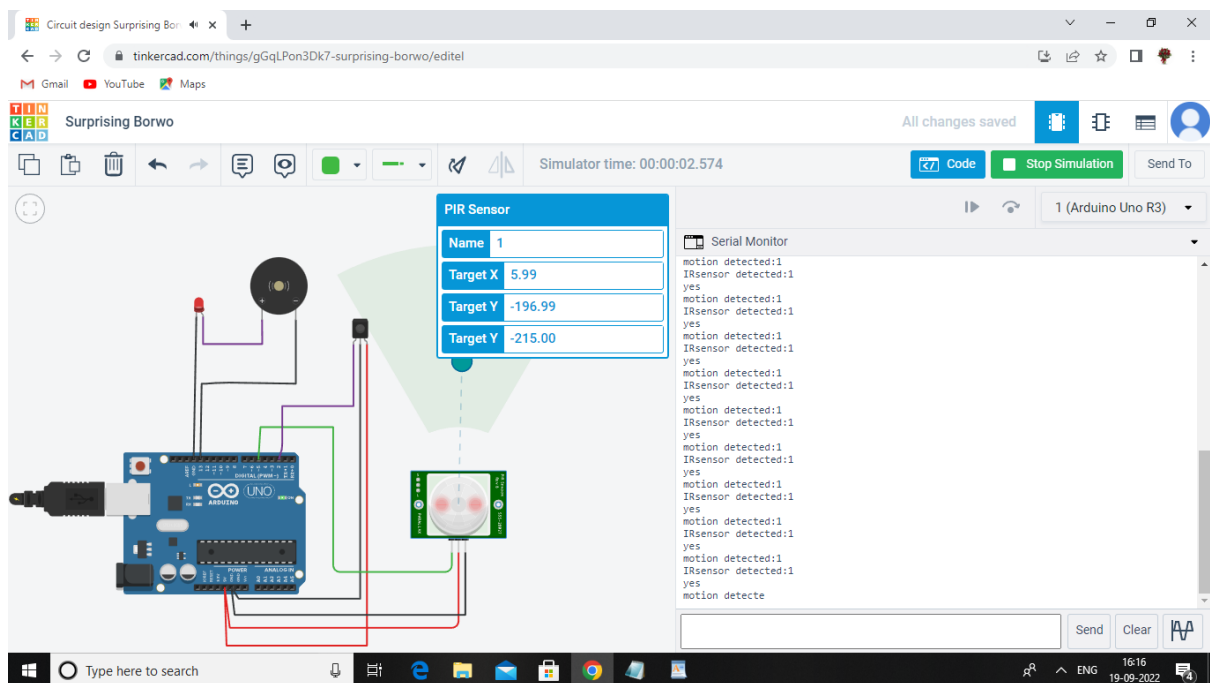 Circuit design Surprising Bor
tinkercad.com/things/gGqLPon3Dk7-surprising-borwo/editel
Gmail YouTube Maps
TIN
KER
CAD
Surprising Borwo
All changes saved
Simulator time: 00:00:02.574
Code
Stop Simulation
Send To
1 (Arduino Uno R3)
PIR Sensor
Name 1
Target X 5.99
Target Y -196.99
Target Y -215.00
Serial Monitor
motion detected:1
IRsensor detected:1
yes
motion detected:1
IRsensor detected:1
yes
motion detected:1
IRsensor detected:1
yes
motion detected:1
IRsensor detected:1
yes
motion detected:1
IRsensor detected:1
yes
motion detected:1
IRsensor detected:1
yes
motion detected:1
IRsensor detected:1
yes
motion detected:1
IRsensor detected:1
yes
motion detected:1
IRsensor detected:1
yes
motion detecte
DIGITAL (PWM~)
UNO
ARDUINO
POWER
ANALOG IN
Send
Clear
Type here to search
ENG
16:16
19-09-2022
4